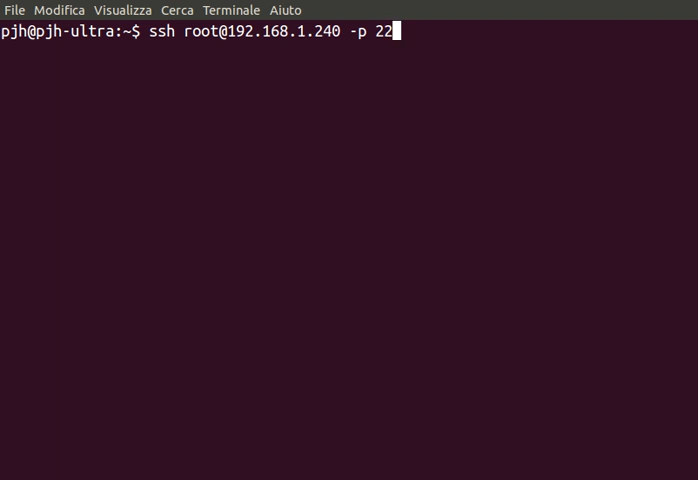 File Modifica Visualizza Cerca Terminale Aiuto
pjh@pjh-ultra:~$ ssh root@192.168.1.240 -p 22